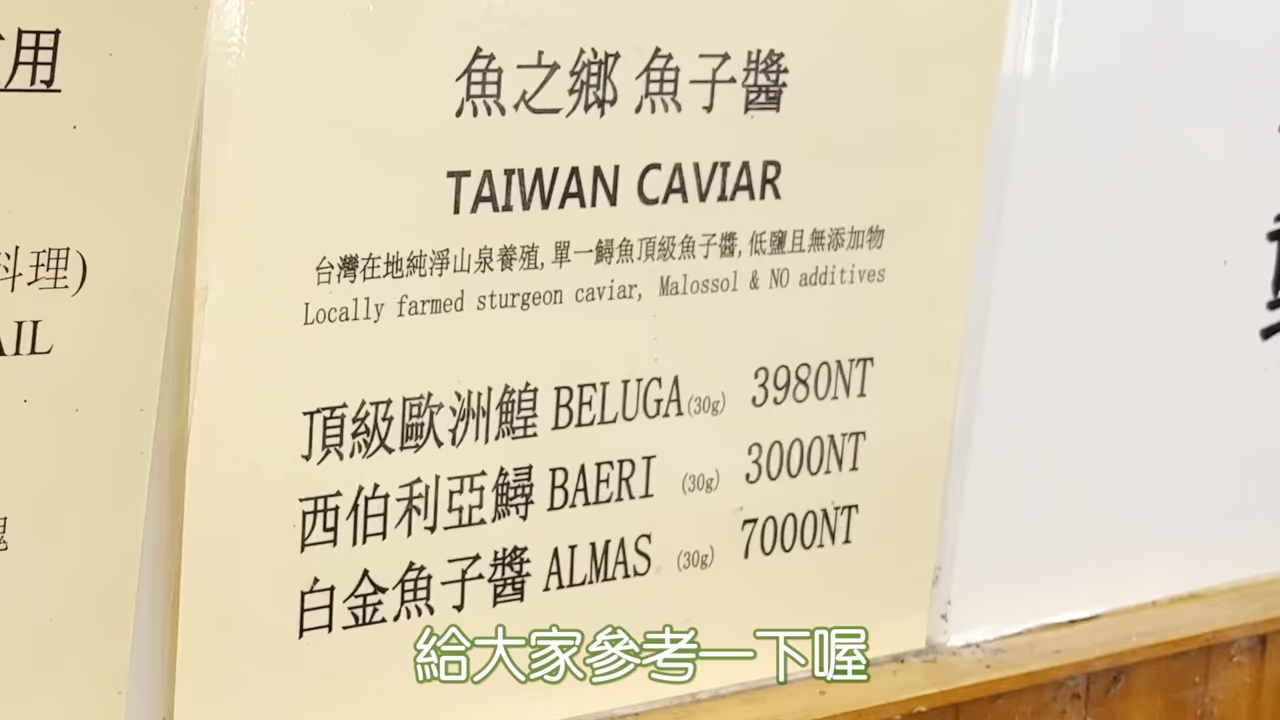 用
料理)
AIL
魚之鄉 魚子醬
TAIWAN CAVIAR
台灣在地純淨山泉養殖,單一鱘魚頂級魚子醬,低鹽且無添加物
Locally farmed sturgeon caviar, Malossol & NO additives
頂級歐洲鰉 BELUGA(30g) 3980NT
西伯利亞鱘 BAERI (30g) 3000NT
白金魚子醬 ALMAS (30g) 7000NT
給大家參考一下喔